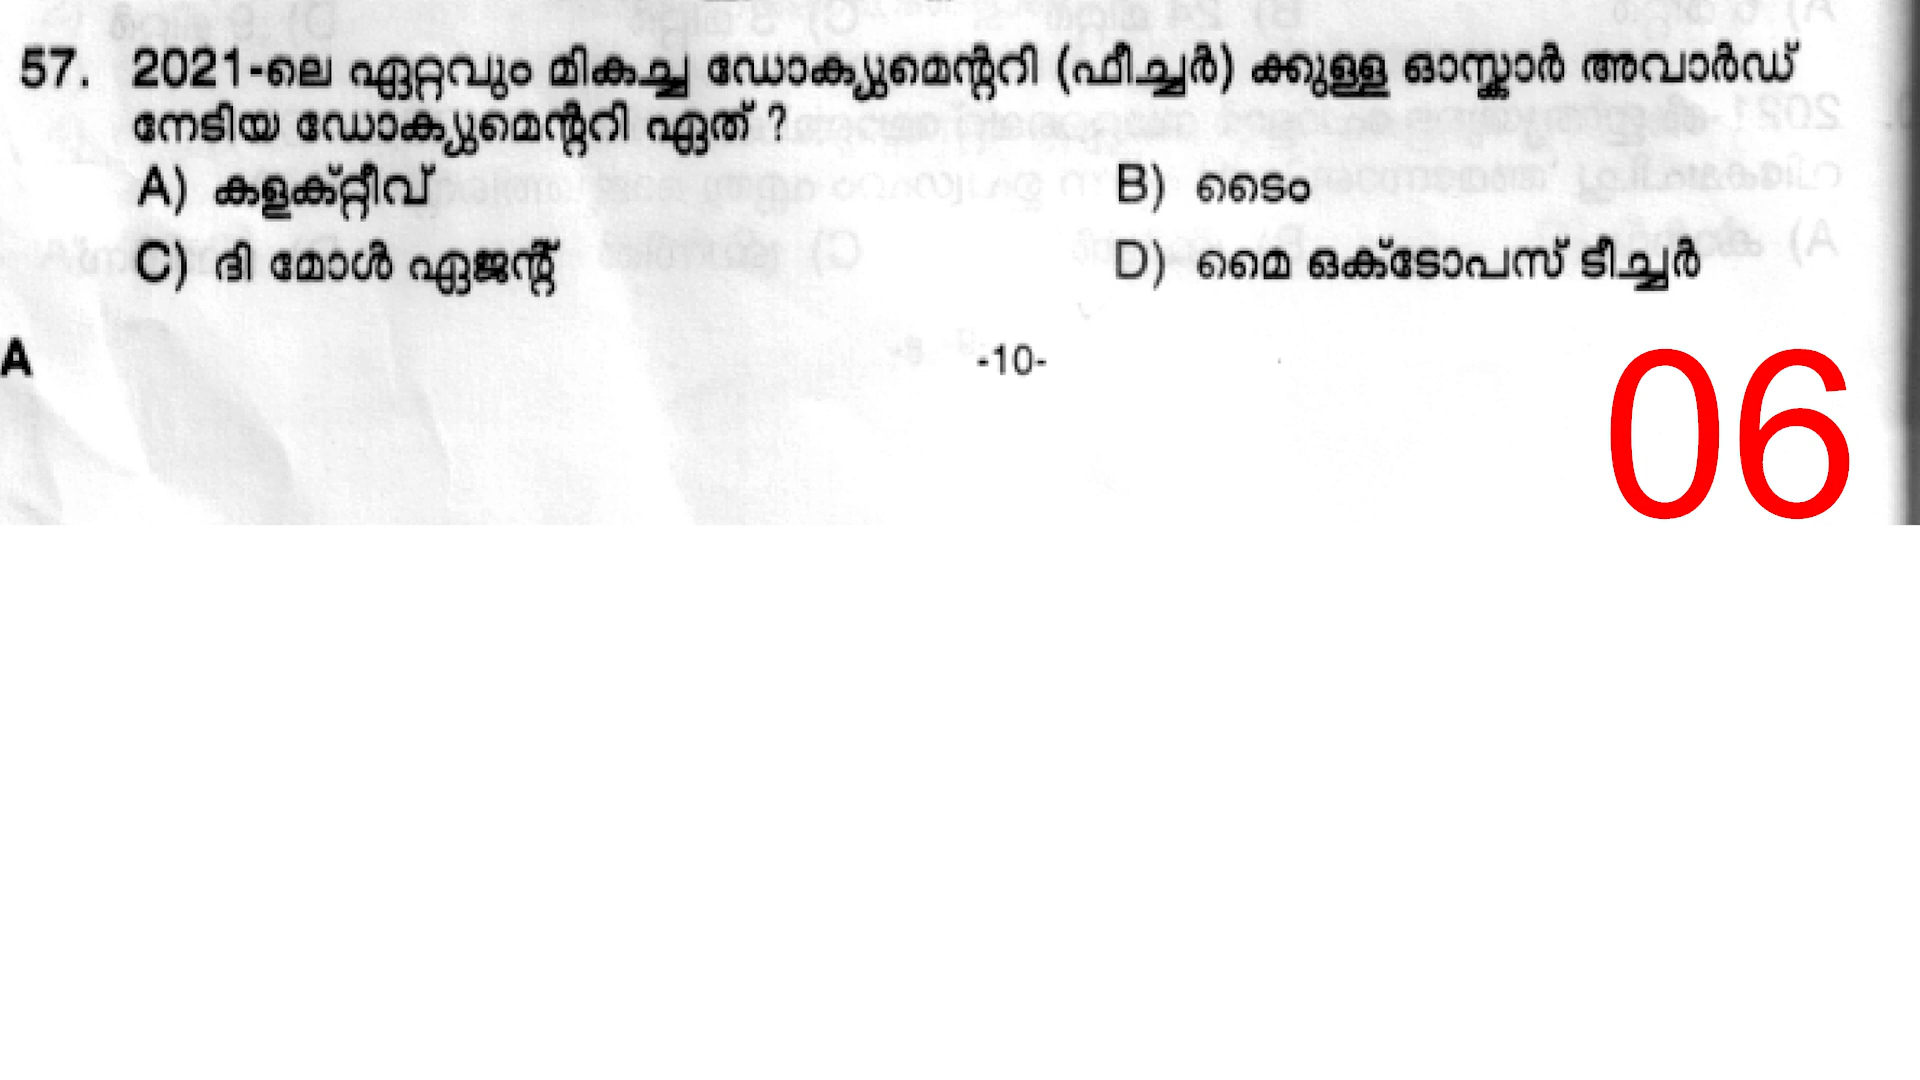 57. 2021-ലെ ഏറ്റവും മികച്ച ഡോക്യുമെന്ററി (ഫീച്ചർ) ക്കുള്ള ഓസ്കാർ അവാർഡ്
നേടിയ ഡോക്യുമെന്ററി ഏത് ?
A) കളക്റ്റീവ് B) ടൈം
C) ദി മോൾ ഏജന്റ് D) മൈ ഒക്ടോപസ് ടീച്ചർ
A -10-
06